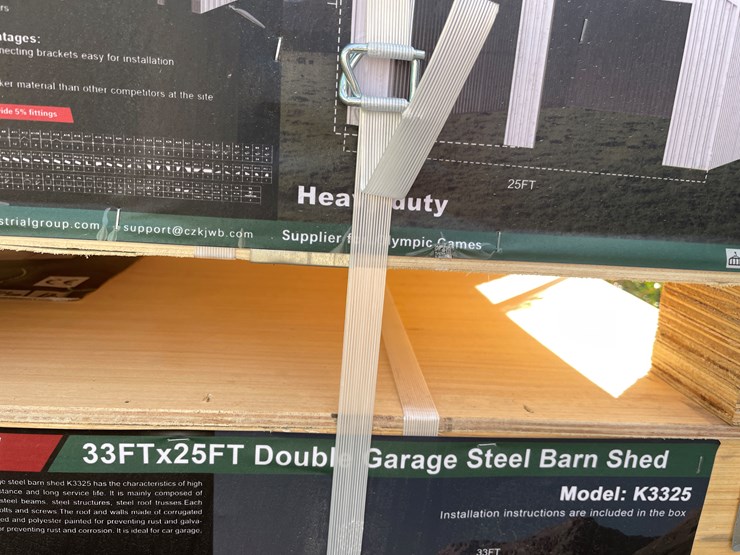 rs
tages:
necting brackets easy for installation
ker material than other competitors at the site
ide 5% fittings
25FT
Hea duty
strialgroup.com
support@czkjwb.com
Supplier f lympic Games
CE
33FTx25FT Double Garage Steel Barn Shed
Model: K3325
Installation instructions are included in the box
ge steel barn shed K3325 has the characteristics of high
stance and long service life. It is mainly composed of
steel beams, steel structures, steel roof trusses Each
olts and screws The roof and walls made of corrugated
ed and polyester painted for preventing rust and galva-
r preventing rust and corrosion. It is ideal for car garage,
33FT